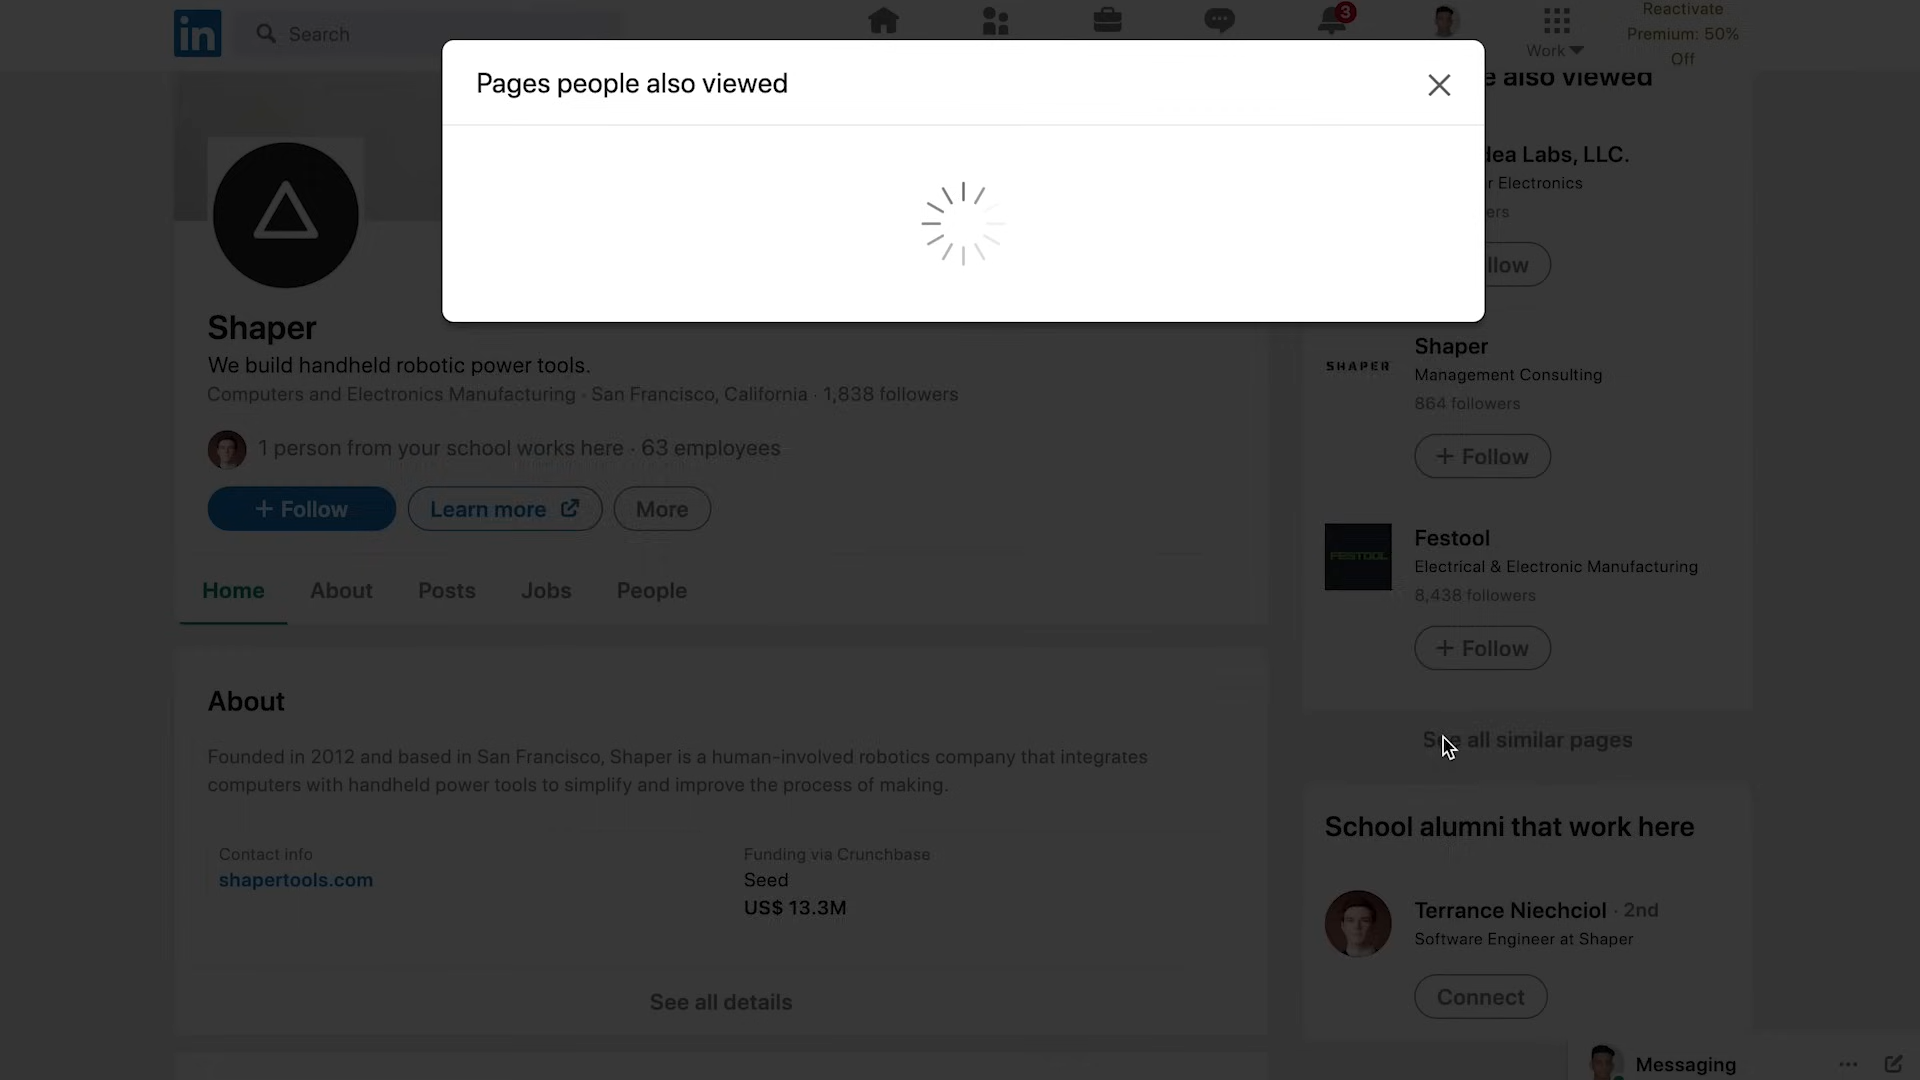 in
Search
3
Work
Reactivate
Premium: 50%
Off
Pages people also viewed
also viewed
Labs, LLC.
Electronics
Shaper
We build handheld robotic power tools.
Computers and Electronics Manufacturing · San Francisco, California · 1,838 followers
1 person from your school works here · 63 employees
+ Follow
Learn more
More
Home
About
Posts
Jobs
People
About
Founded in 2012 and based in San Francisco, Shaper is a human-involved robotics company that integrates
computers with handheld power tools to simplify and improve the process of making.
Contact info
shapertools.com
Funding via Crunchbase
Seed
US$ 13.3M
See all details
SHAPER
Shaper
Management Consulting
864 followers
+ Follow
FESTOOL
Festool
Electrical & Electronic Manufacturing
8,438 followers
+ Follow
See all similar pages
School alumni that work here
Terrance Niechciol · 2nd
Software Engineer at Shaper
Connect
Messaging